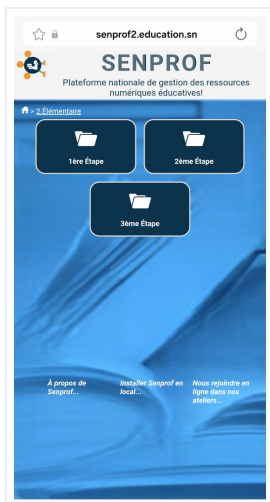 senprof2.education.sn
SENPROF
Plateforme nationale de gestion des ressources
numériques éducatives!
> 2.Élémentaire
1ère Étape
2ème Étape
3ème Étape
À propos de
Senprof...
Installer Senprof en
local...
Nous rejoindre en
ligne dans nos
ateliers...